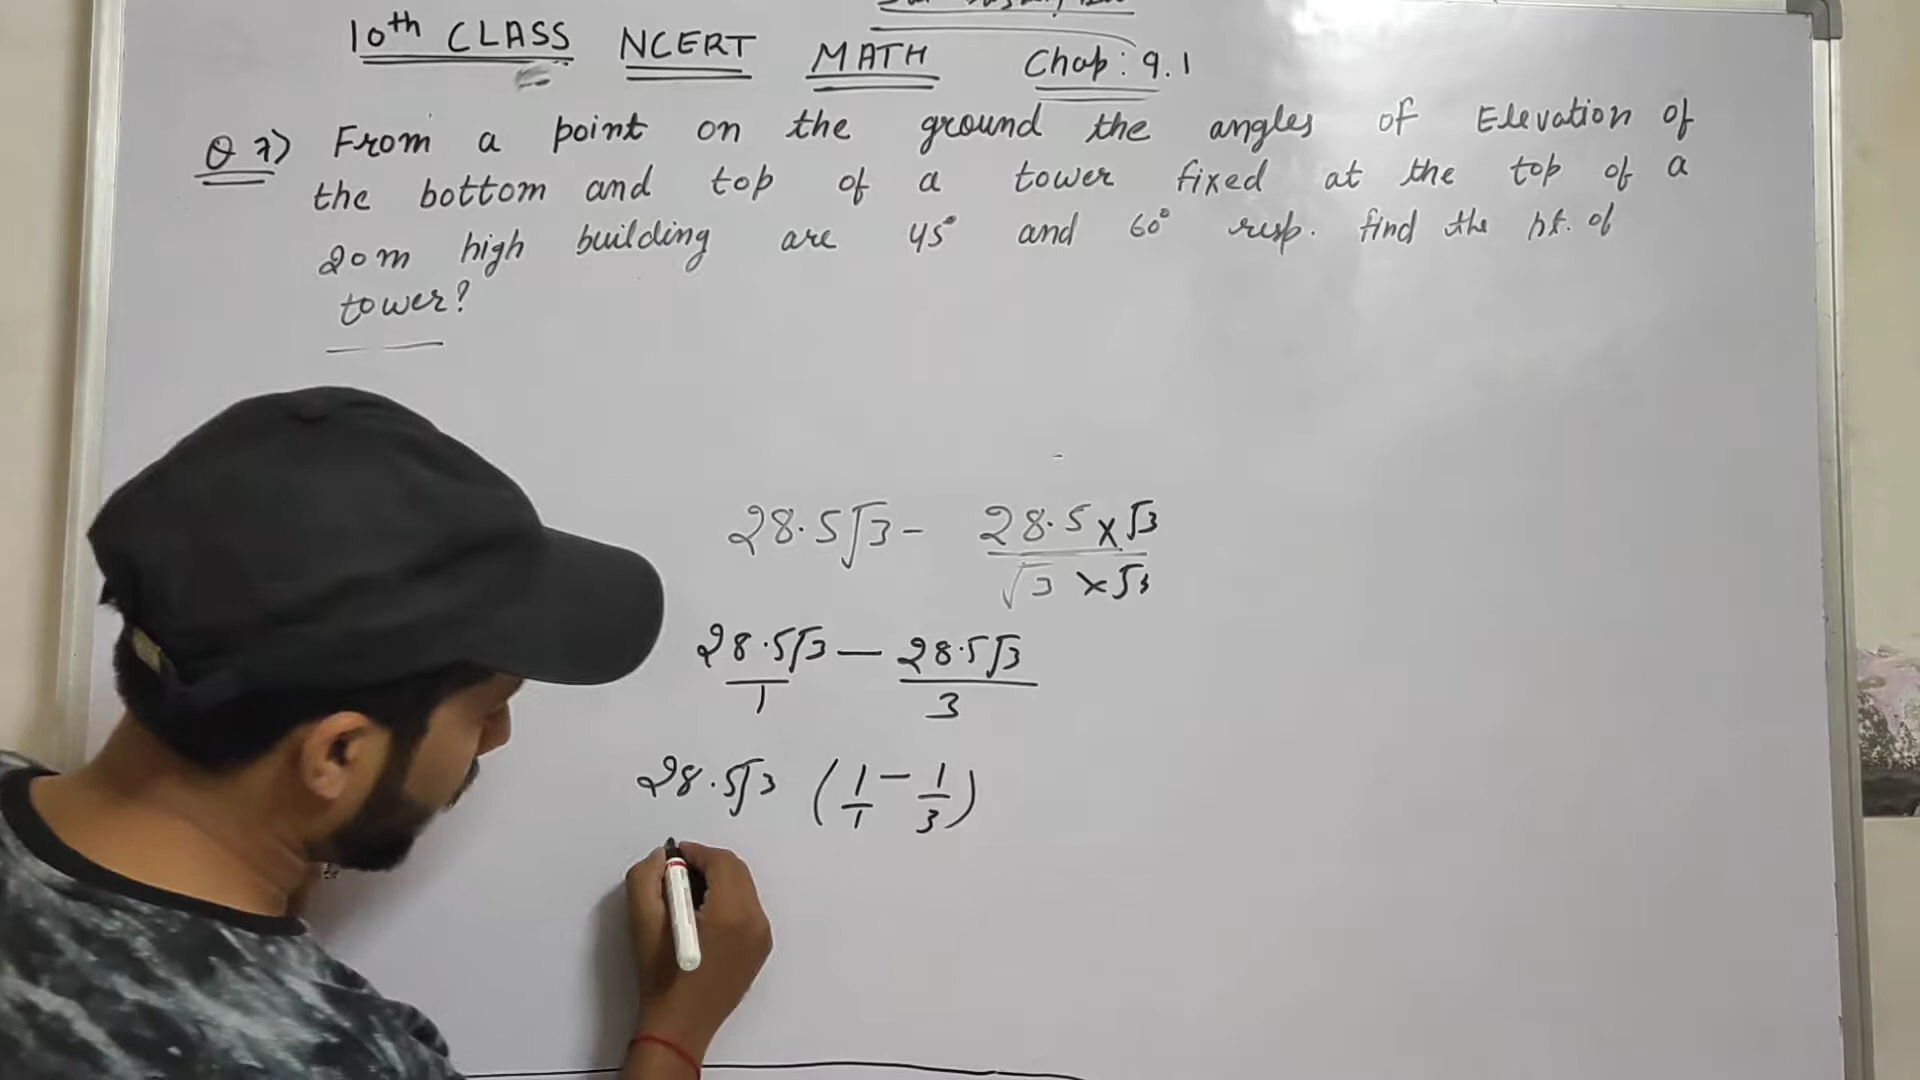 10th CLASS NCERT MATH Chap: 9.1
Q 7) From a point on the ground the angles of Elevation of
the bottom and top of a tower fixed at the top of a
20m high building are 45° and 60° resp. find the ht. of
tower?
28.5√3 - 28.5 × √3 / √3 × √3
28.5√3 / 1 — 28.5√3 / 3
28.5√3 (1/1 - 1/3)